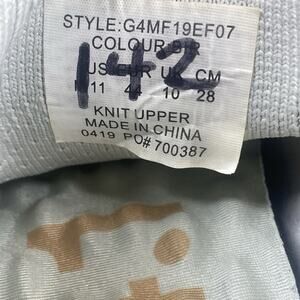 STYLE:G4MF19EF07
COLOUR:
142
US EUR UK CM
11 44 10 28
KNIT UPPER
MADE IN CHINA
0419 PO# 700387